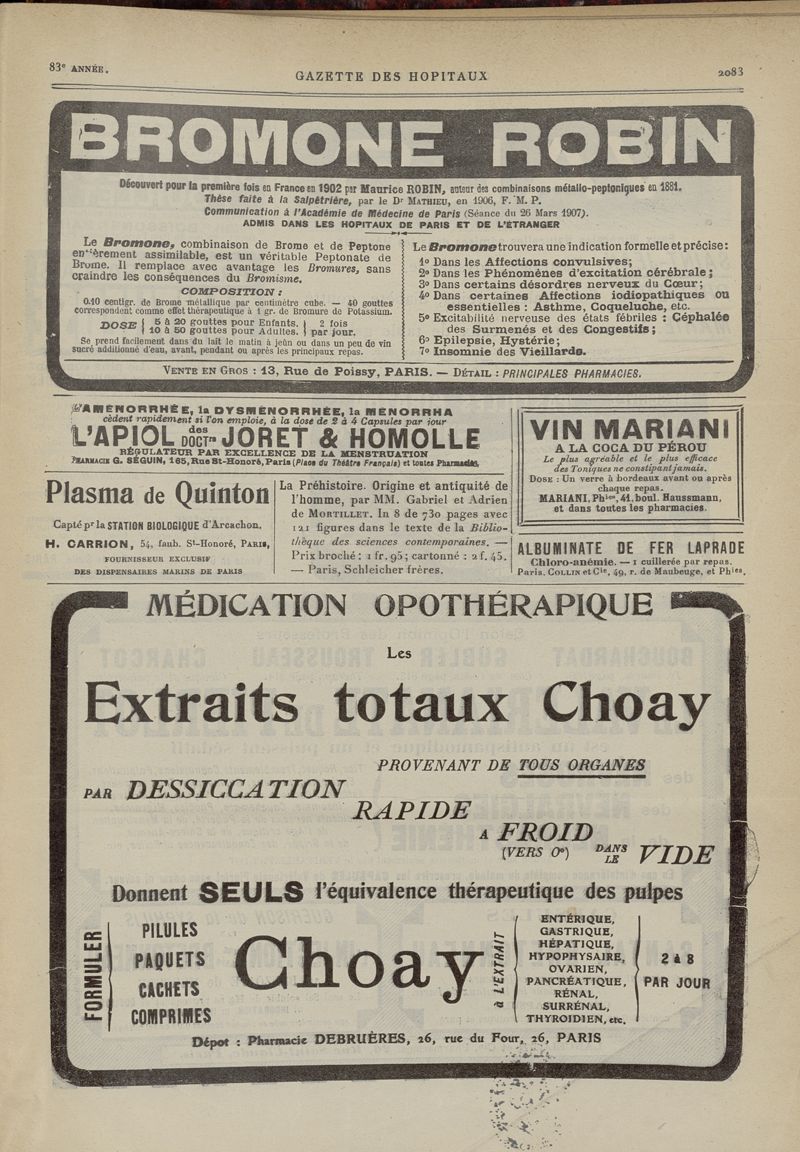 83e ANNÉE.
GAZETTE DES HOPITAUX
2083
BROMONE ROBIN
Découvert pour la première fois en France en 1902 par Maurice ROBIN, auteur des combinaisons métallo-peptoniques en 1881.
Thèse faite à la Salpêtrière, par le Dr MATHIEU, en 1906, F. M. P.
Communication à l'Académie de Médecine de Paris (Séance du 26 Mars 1907).
ADMIS DANS LES HOPITAUX DE PARIS ET DE L'ÉTRANGER
Le Bromone, combinaison de Brome et de Peptone
entièrement assimilable, est un véritable Peptonate de
Brome. Il remplace avec avantage les Bromures, sans
craindre les conséquences du Bromisme.
COMPOSITION :
0.10 centigr. de Brome métallique par centimètre cube. — 40 gouttes
correspondent comme effet thérapeutique à 1 gr. de Bromure de Potassium.
DOSE { 5 à 20 gouttes pour Enfants. } 2 fois
{ 10 à 50 gouttes pour Adultes. } par jour.
Se prend facilement dans du lait le matin à jeûn ou dans un peu de vin
sucré additionné d'eau, avant, pendant ou après les principaux repas.
Le Bromone trouvera une indication formelle et précise :
1o Dans les Affections convulsives;
2o Dans les Phénomènes d'excitation cérébrale;
3o Dans certains désordres nerveux du Cœur;
4o Dans certaines Affections iodiopathiques ou
essentielles : Asthme, Coqueluche, etc.
5o Excitabilité nerveuse des états fébriles : Céphalée
des Surmenés et des Congestifs;
6o Epilepsie, Hystérie;
7o Insomnie des Vieillards.
VENTE EN GROS : 13, Rue de Poissy, PARIS. — DÉTAIL : PRINCIPALES PHARMACIES.
L'AMÉNORRHÉE, la DYSMÉNORRHÉE, la MÉNORRHA
cèdent rapidement si l'on emploie, à la dose de 2 à 4 Capsules par jour
L'APIOL des DOCTrs JORET & HOMOLLE
RÉGULATEUR PAR EXCELLENCE DE LA MENSTRUATION
PHARMACIE G. SÉGUIN, 165, Rue St-Honoré, Paris (Place du Théâtre Français) et toutes Pharmacies.
VIN MARIANI
A LA COCA DU PÉROU
Le plus agréable et le plus efficace
des Toniques ne constipant jamais.
DOSE : Un verre à bordeaux avant ou après
chaque repas.
MARIANI, Phien, 41, boul. Haussmann,
et dans toutes les pharmacies.
Plasma de Quinton
Capté pr la STATION BIOLOGIQUE d'Arcachon.
H. CARRION, 54, faub. St-Honoré, PARIS,
FOURNISSEUR EXCLUSIF
DES DISPENSAIRES MARINS DE PARIS
La Préhistoire. Origine et antiquité de
l'homme, par MM. Gabriel et Adrien
de MORTILLET. In 8 de 730 pages avec
121 figures dans le texte de la Biblio-
thèque des sciences contemporaines. —
Prix broché : 1 fr. 95 ; cartonné : 2 f. 45.
— Paris, Schleicher frères.
ALBUMINATE DE FER LAPRADE
Chloro-anémie. — 1 cuillerée par repas.
Paris. COLLIN et Cie, 49, r. de Maubeuge, et Phies.
MÉDICATION OPOTHÉRAPIQUE
Les
Extraits totaux Choay
PROVENANT DE TOUS ORGANES
PAR DESSICCATION
RAPIDE
A FROID
(VERS 0°) DANS LE VIDE
Donnent SEULS l'équivalence thérapeutique des pulpes
FORMULER
PILULES
PAQUETS
CACHETS
COMPRIMES
Choay
à L'EXTRAIT
ENTÉRIQUE,
GASTRIQUE,
HÉPATIQUE,
HYPOPHYSAIRE,
OVARIEN,
PANCRÉATIQUE,
RÉNAL,
SURRÉNAL,
THYROIDIEN, etc.
2 à 8
PAR JOUR
Dépot : Pharmacie DEBRUÈRES, 26, rue du Four, 26, PARIS